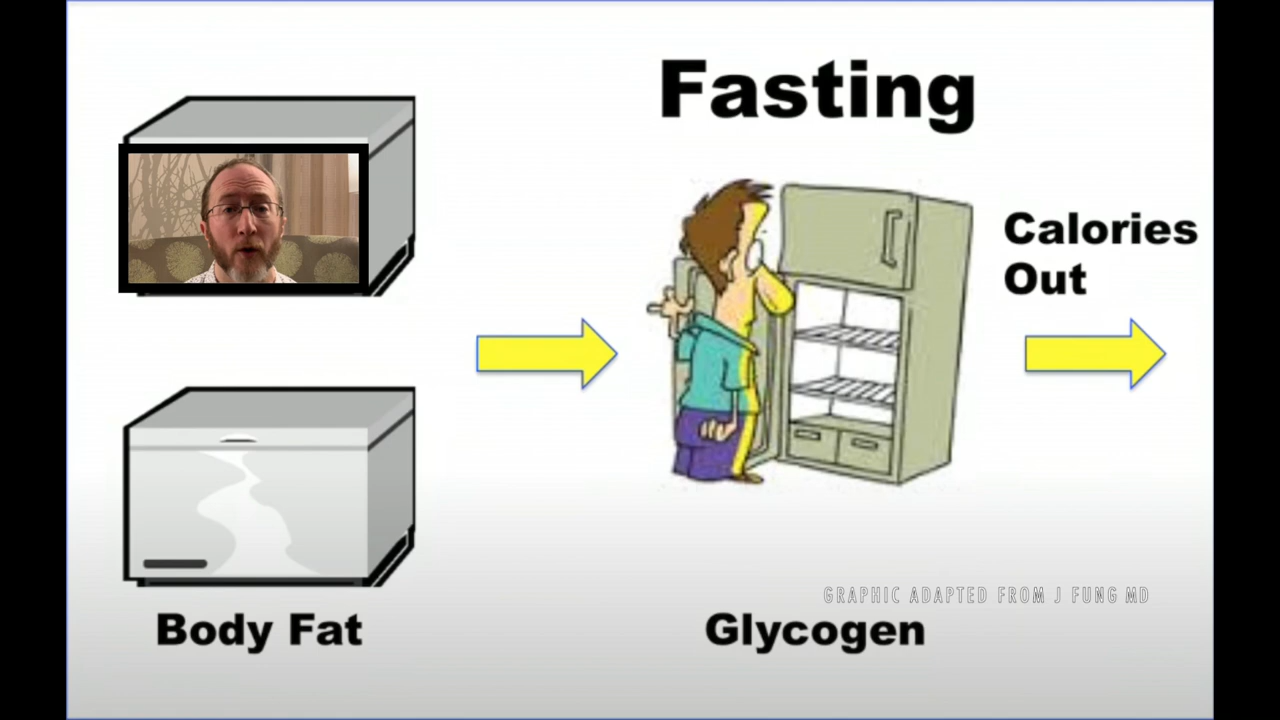 Fasting
Calories
Out
GRAPHIC ADAPTED FROM J FUNG MD
Body Fat
Glycogen